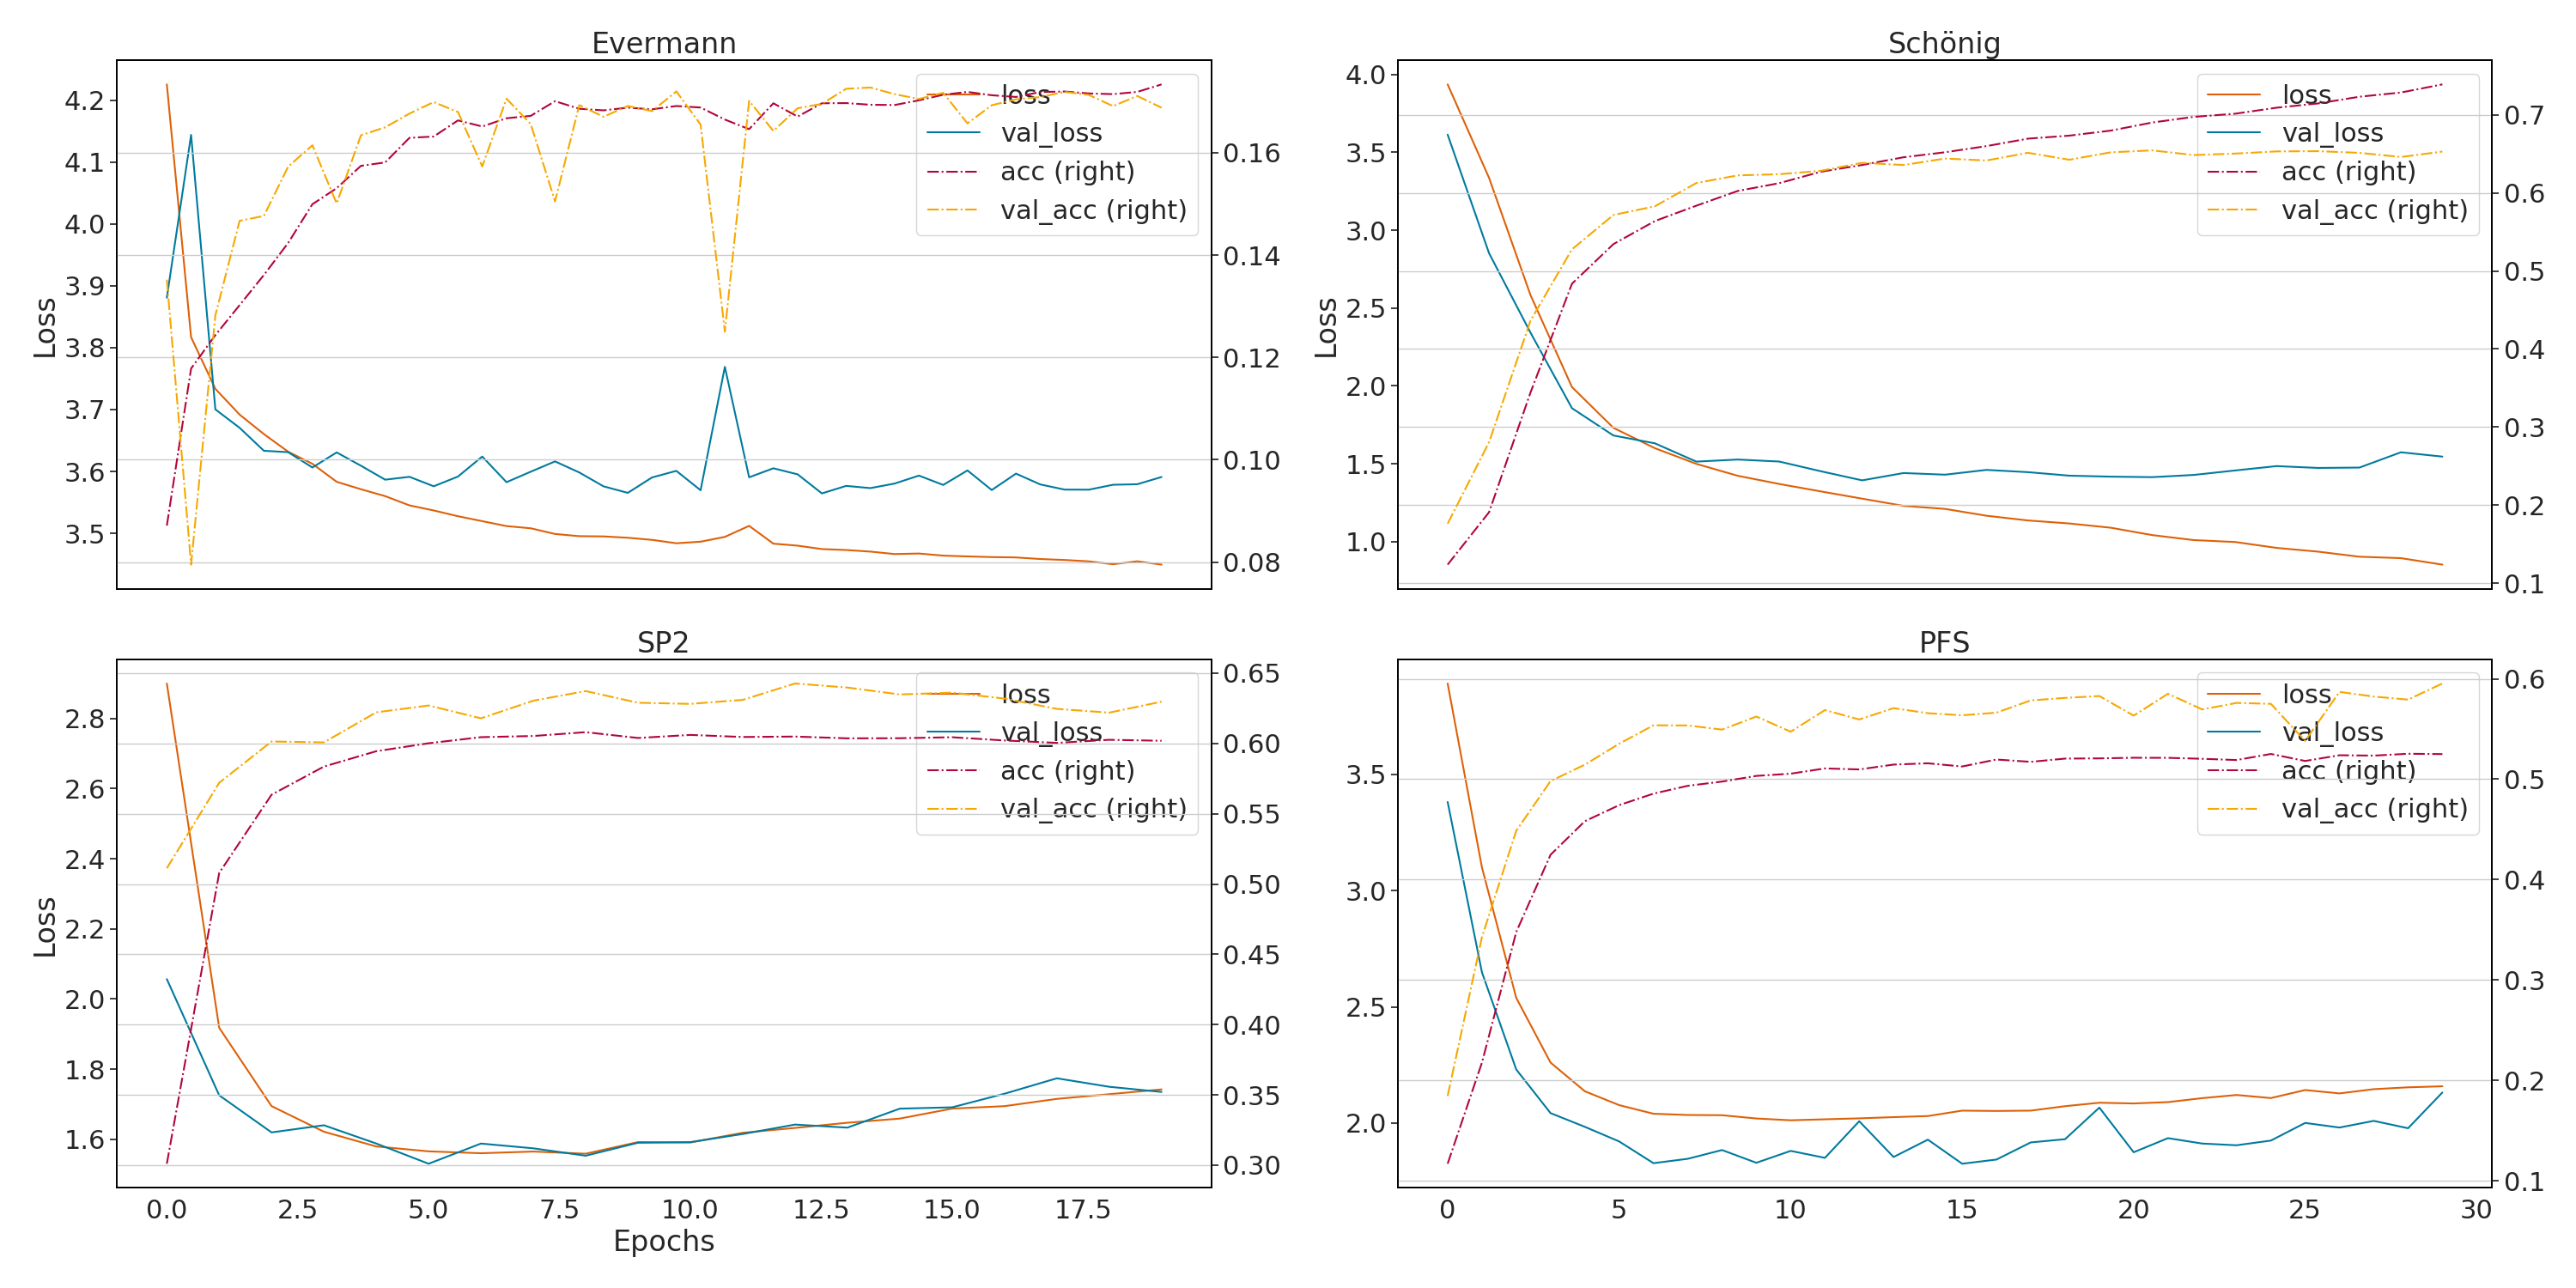 Evermann
Loss
4.2
4.1
4.0
3.9
3.8
3.7
3.6
3.5
loss
val_loss
acc (right)
val_acc (right)
0.16
0.14
0.12
0.10
0.08
Schönig
Loss
4.0
3.5
3.0
2.5
2.0
1.5
1.0
loss
val_loss
acc (right)
val_acc (right)
0.7
0.6
0.5
0.4
0.3
0.2
0.1
SP2
Loss
2.8
2.6
2.4
2.2
2.0
1.8
1.6
loss
val_loss
acc (right)
val_acc (right)
0.65
0.60
0.55
0.50
0.45
0.40
0.35
0.30
0.0 2.5 5.0 7.5 10.0 12.5 15.0 17.5
Epochs
PFS
3.5
3.0
2.5
2.0
loss
val_loss
acc (right)
val_acc (right)
0.6
0.5
0.4
0.3
0.2
0.1
0 5 10 15 20 25 30